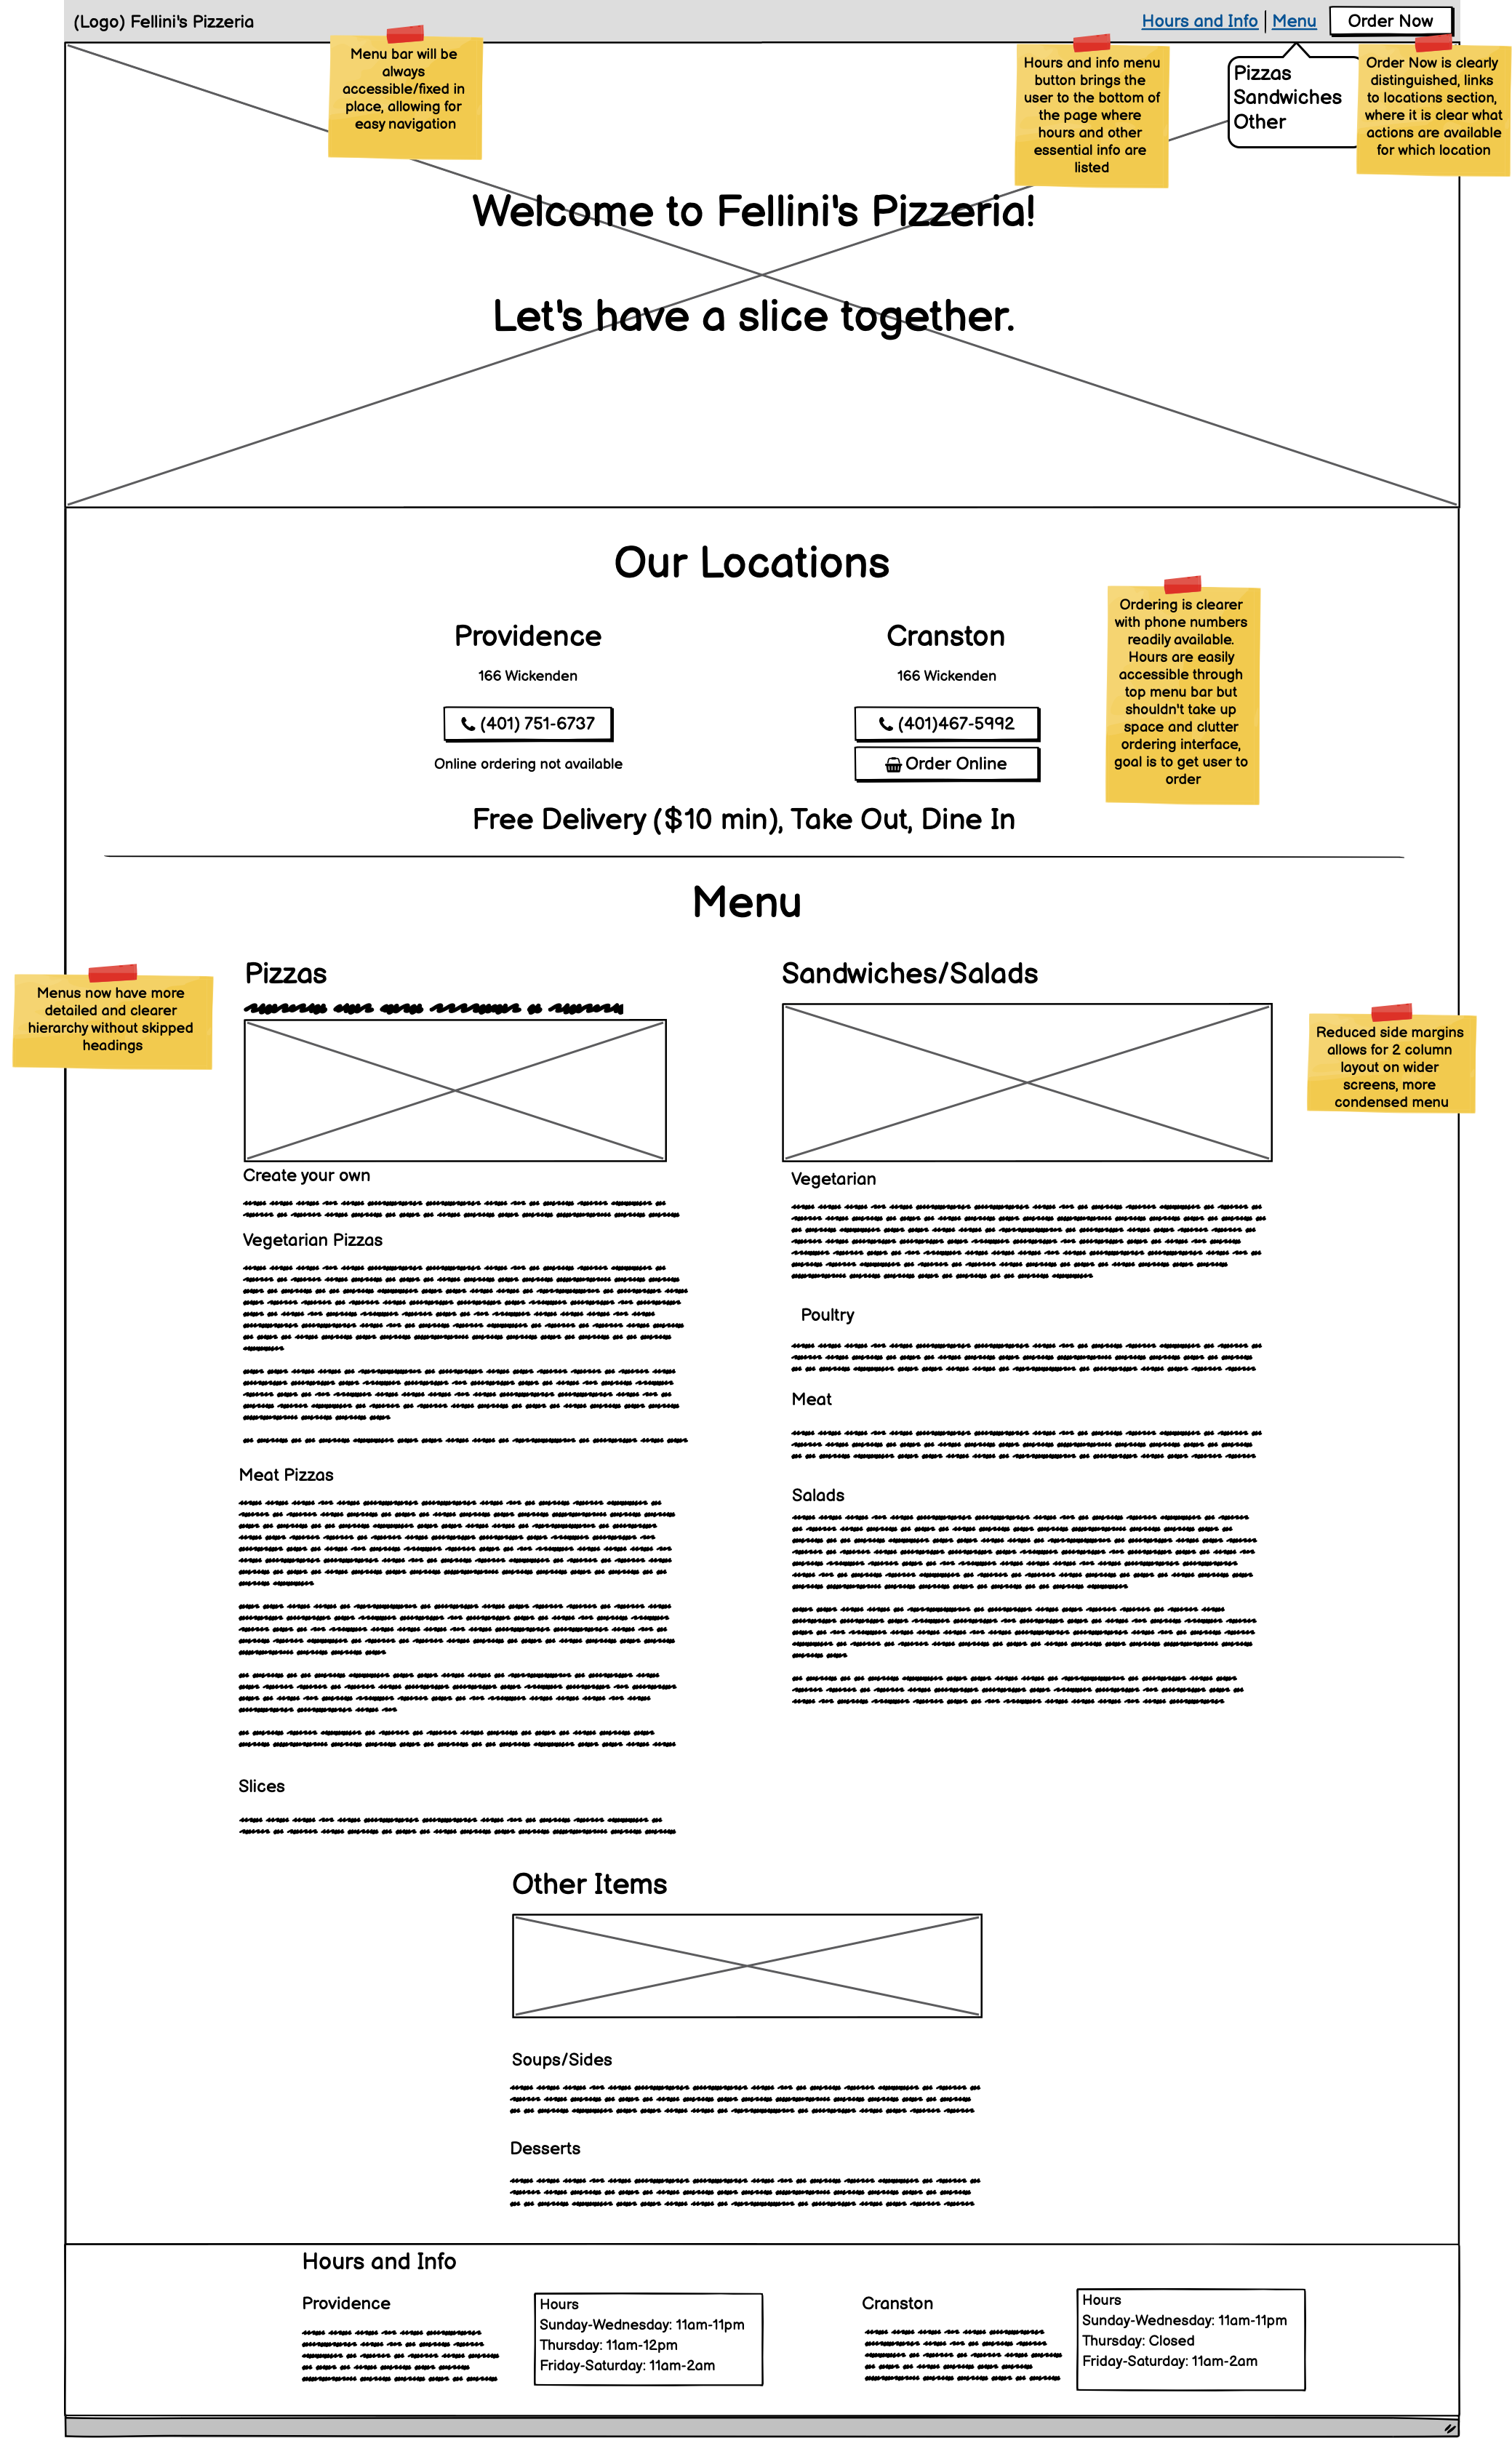 (Logo) Fellini's Pizzeria
Hours and Info
Menu
Order Now
Menu bar will be
always
accessible/fixed in
place, allowing for
easy navigation
Hours and info menu
button brings the
user to the bottom of
the page where
hours and other
essential info are
listed
Pizzas
Sandwiches
Other
Order Now is clearly
distinguished, links
to locations section,
where it is clear what
actions are available
for which location
Welcome to Fellini's Pizzeria!
Let's have a slice together.
Our Locations
Providence
166 Wickenden
(401) 751-6737
Online ordering not available
Cranston
166 Wickenden
(401)467-5992
Order Online
Ordering is clearer
with phone numbers
readily available.
Hours are easily
accessible through
top menu bar but
shouldn't take up
space and clutter
ordering interface,
goal is to get user to
order
Free Delivery ($10 min), Take Out, Dine In
Menu
Menus now have more
detailed and clearer
hierarchy without skipped
headings
Pizzas
Create your own
Vegetarian Pizzas
Meat Pizzas
Slices
Sandwiches/Salads
Vegetarian
Poultry
Meat
Salads
Reduced side margins
allows for 2 column
layout on wider
screens, more
condensed menu
Other Items
Soups/Sides
Desserts
Hours and Info
Providence
Hours
Sunday-Wednesday: 11am-11pm
Thursday: 11am-12pm
Friday-Saturday: 11am-2am
Cranston
Hours
Sunday-Wednesday: 11am-11pm
Thursday: Closed
Friday-Saturday: 11am-2am